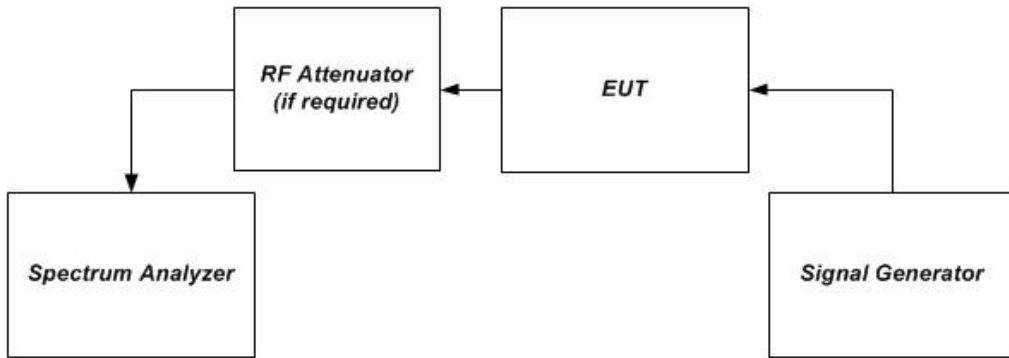 RF Attenuator
(if required)
EUT
Spectrum Analyzer
Signal Generator